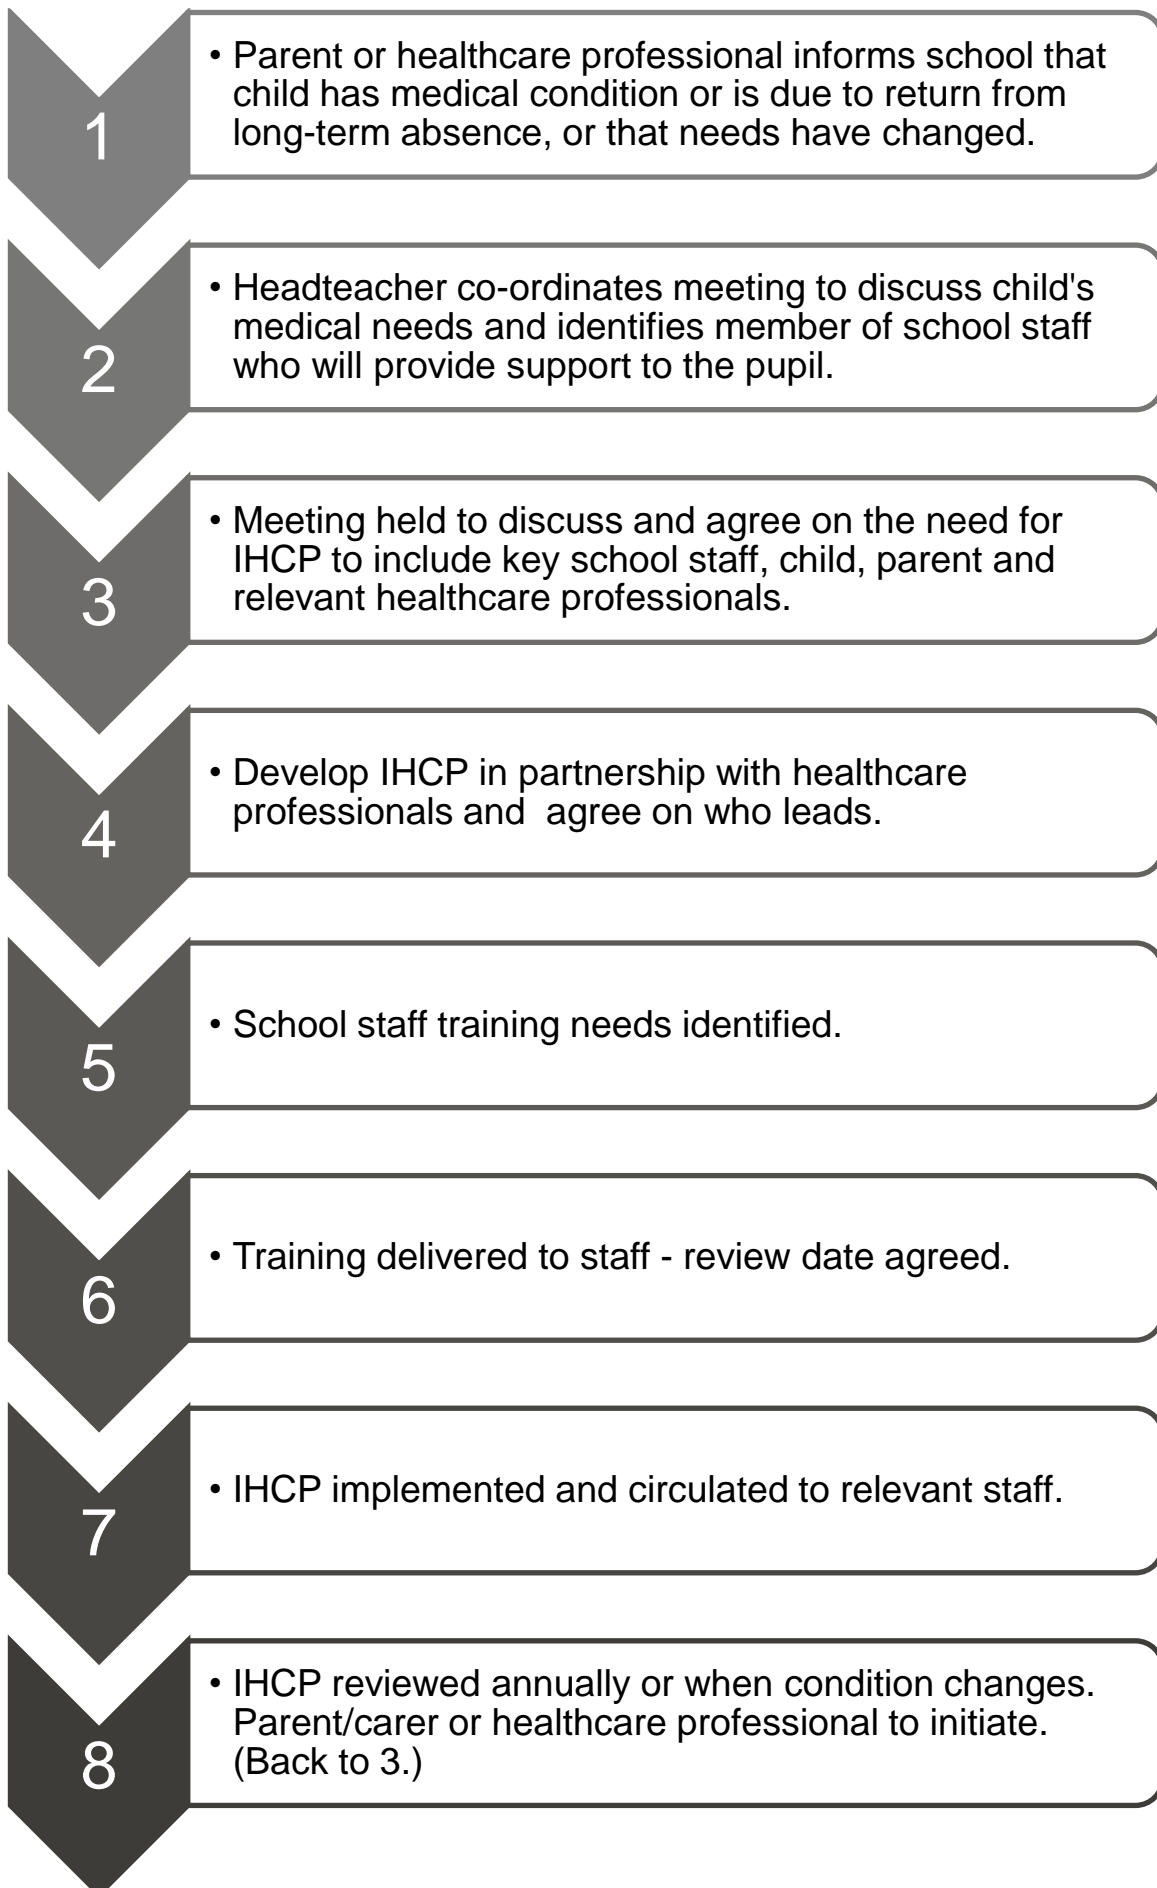 1
• Parent or healthcare professional informs school that
child has medical condition or is due to return from
long-term absence, or that needs have changed.
2
• Headteacher co-ordinates meeting to discuss child's
medical needs and identifies member of school staff
who will provide support to the pupil.
3
• Meeting held to discuss and agree on the need for
IHCP to include key school staff, child, parent and
relevant healthcare professionals.
4
• Develop IHCP in partnership with healthcare
professionals and  agree on who leads.
5
• School staff training needs identified.
6
• Training delivered to staff - review date agreed.
7
• IHCP implemented and circulated to relevant staff.
8
• IHCP reviewed annually or when condition changes.
Parent/carer or healthcare professional to initiate.
(Back to 3.)